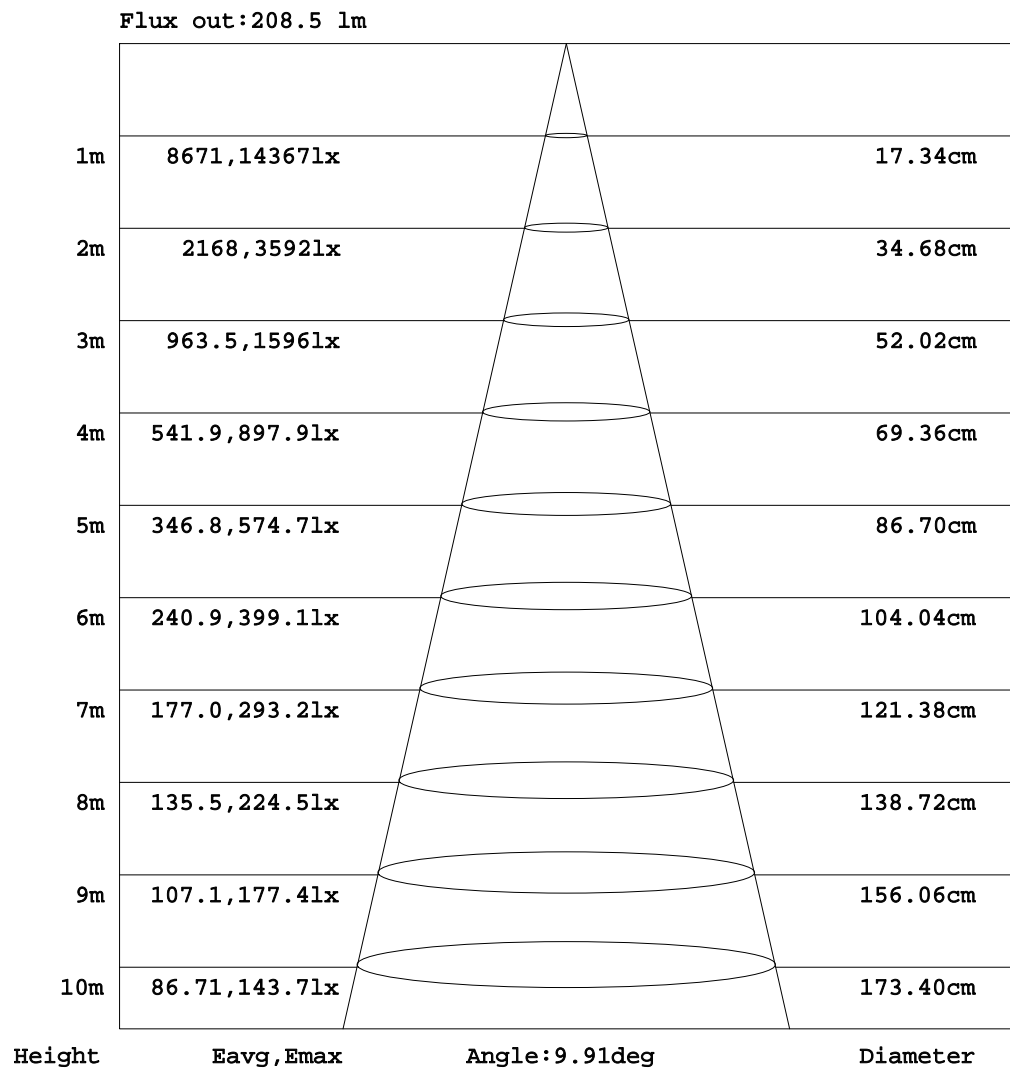 Flux out:208.5 lm
1m 8671,14367lx 17.34cm
2m 2168,3592lx 34.68cm
3m 963.5,1596lx 52.02cm
4m 541.9,897.9lx 69.36cm
5m 346.8,574.7lx 86.70cm
6m 240.9,399.1lx 104.04cm
7m 177.0,293.2lx 121.38cm
8m 135.5,224.5lx 138.72cm
9m 107.1,177.4lx 156.06cm
10m 86.71,143.7lx 173.40cm
Height Eavg,Emax Angle:9.91deg Diameter